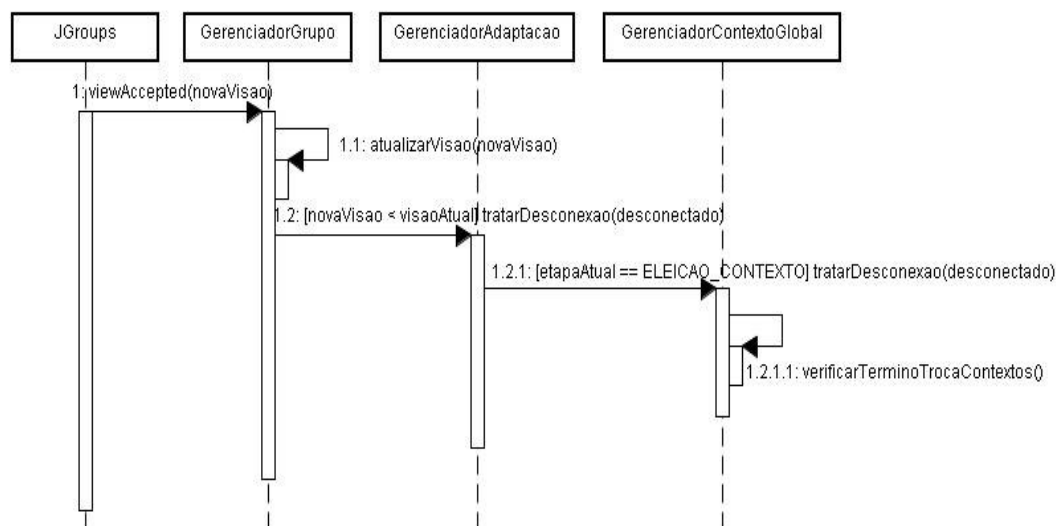 JGroups
GerenciadorGrupo
GerenciadorAdaptacao
GerenciadorContextoGlobal
1: viewAccepted(novaVisao)
1.1: atualizarVisao(novaVisao)
1.2: [novaVisao < visaoAtual] tratarDesconexao(desconectado)
1.2.1: [etapaAtual == ELEICAO_CONTEXTO] tratarDesconexao(desconectado)
1.2.1.1: verificarTerminoTrocaContextos()